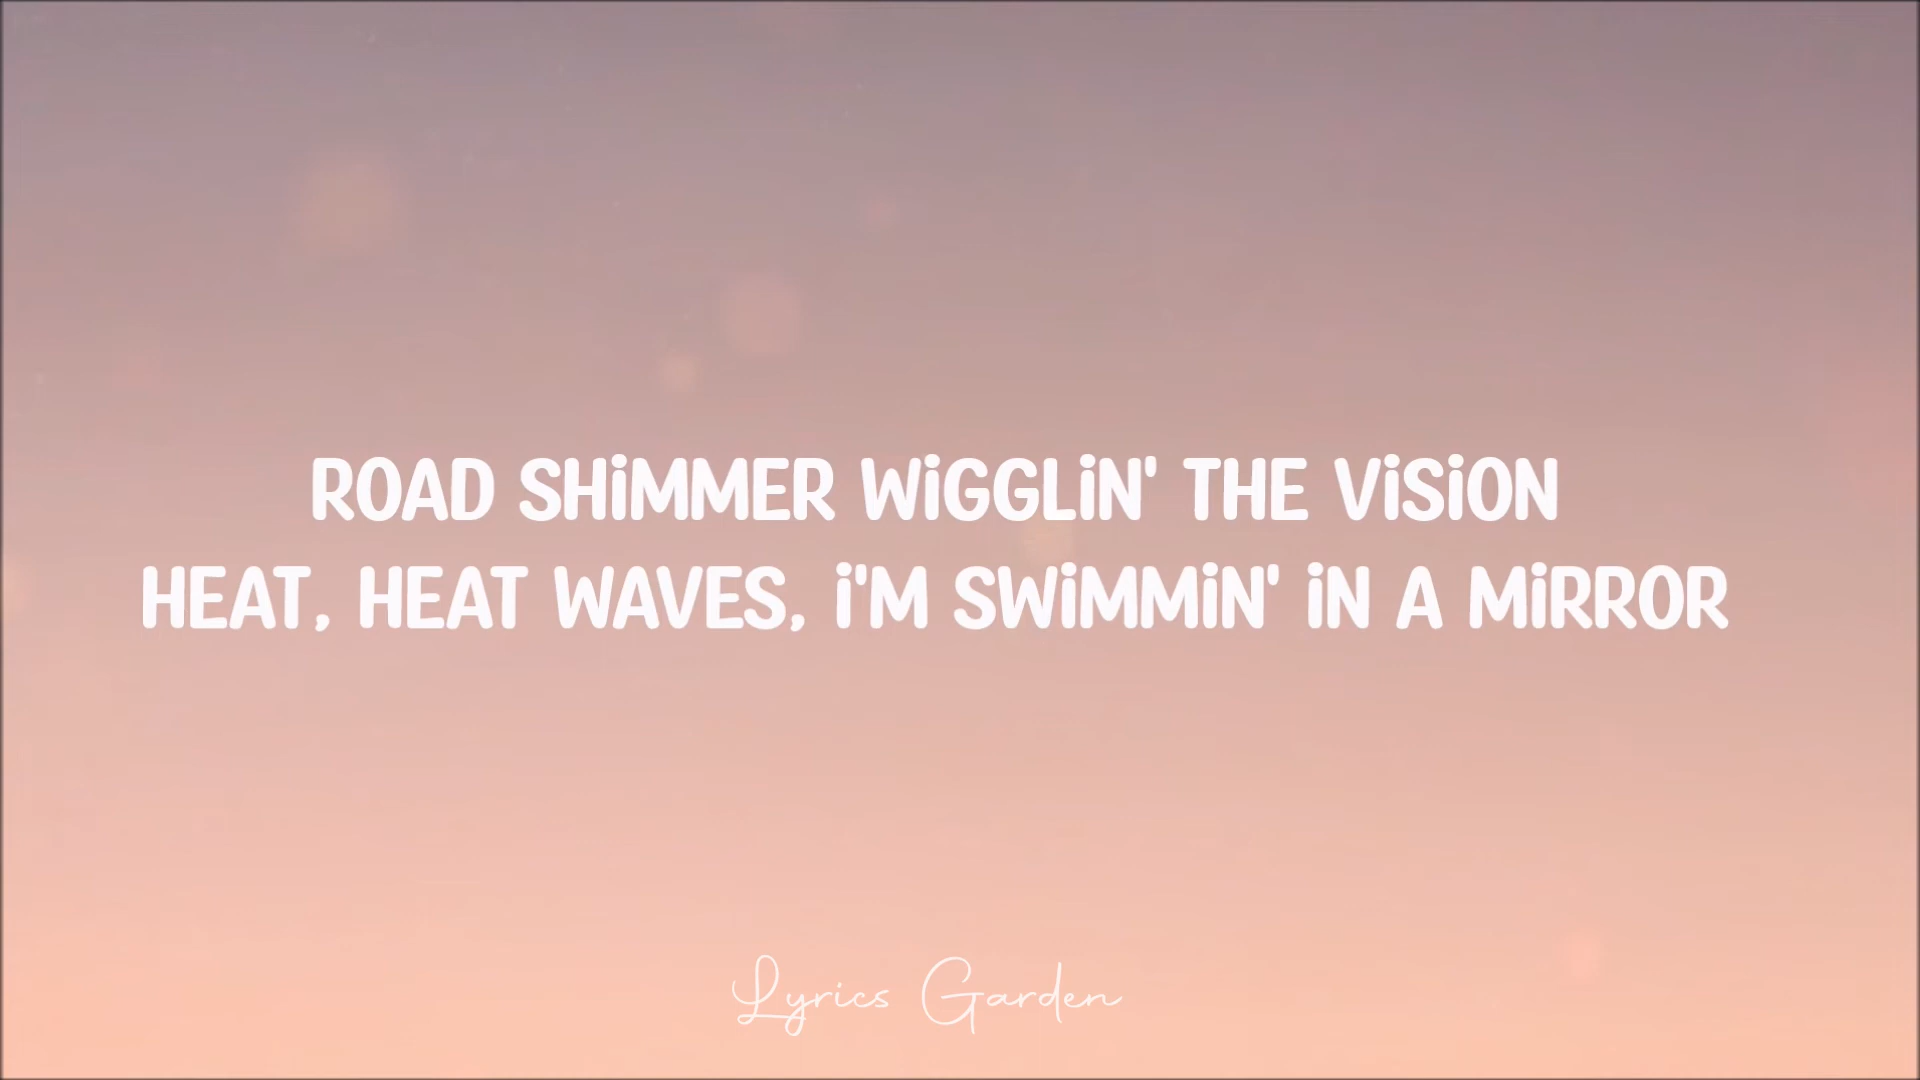 ROAD SHiMMER WiGGLiN' THE ViSiON
HEAT, HEAT WAVES, i'M SWiMMiN' iN A MiRROR
Lyrics Garden